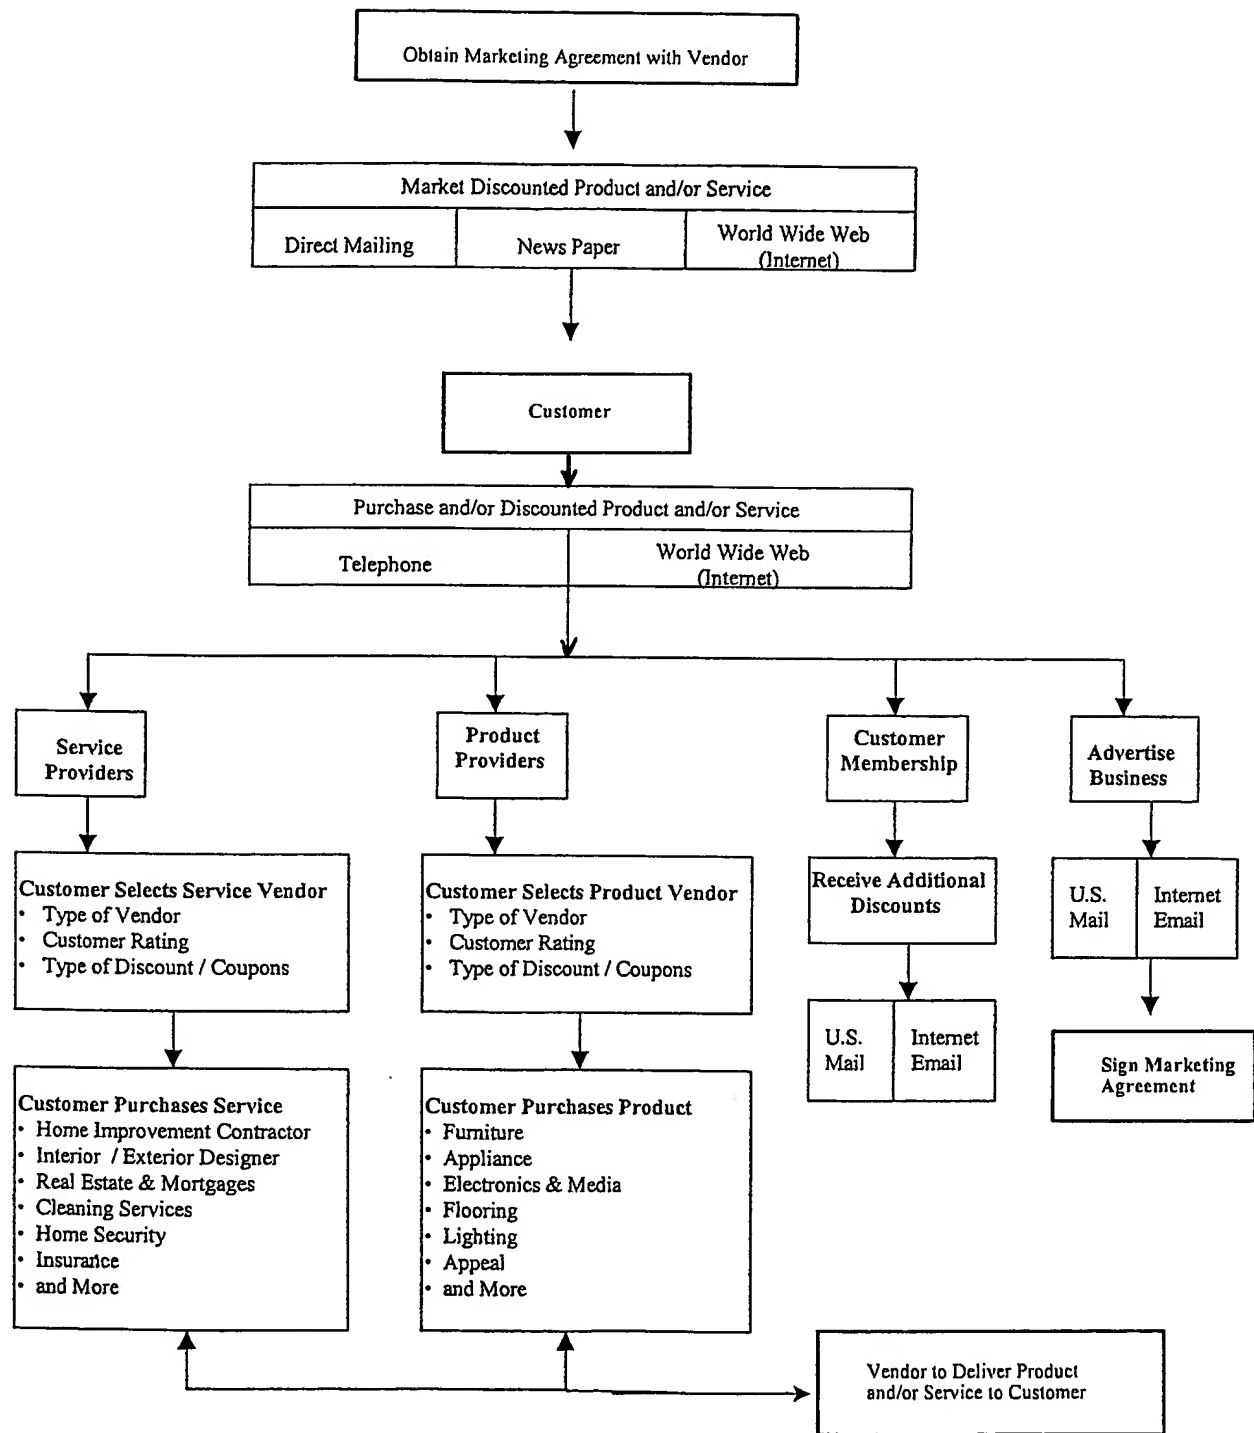 Obtain Marketing Agreement with Vendor
Market Discounted Product and/or Service
Direct Mailing
News Paper
World Wide Web
(Internet)
Customer
Purchase and/or Discounted Product and/or Service
Telephone
World Wide Web
(Internet)
Service
Providers
Product
Providers
Customer
Membership
Advertise
Business
Customer Selects Service Vendor
• Type of Vendor
• Customer Rating
• Type of Discount / Coupons
Customer Selects Product Vendor
• Type of Vendor
• Customer Rating
• Type of Discount / Coupons
Receive Additional
Discounts
U.S.
Mail
Internet
Email
U.S.
Mail
Internet
Email
Sign Marketing
Agreement
Customer Purchases Service
• Home Improvement Contractor
• Interior / Exterior Designer
• Real Estate & Mortgages
• Cleaning Services
• Home Security
• Insurance
• and More
Customer Purchases Product
• Furniture
• Appliance
• Electronics & Media
• Flooring
• Lighting
• Appeal
• and More
Vendor to Deliver Product
and/or Service to Customer